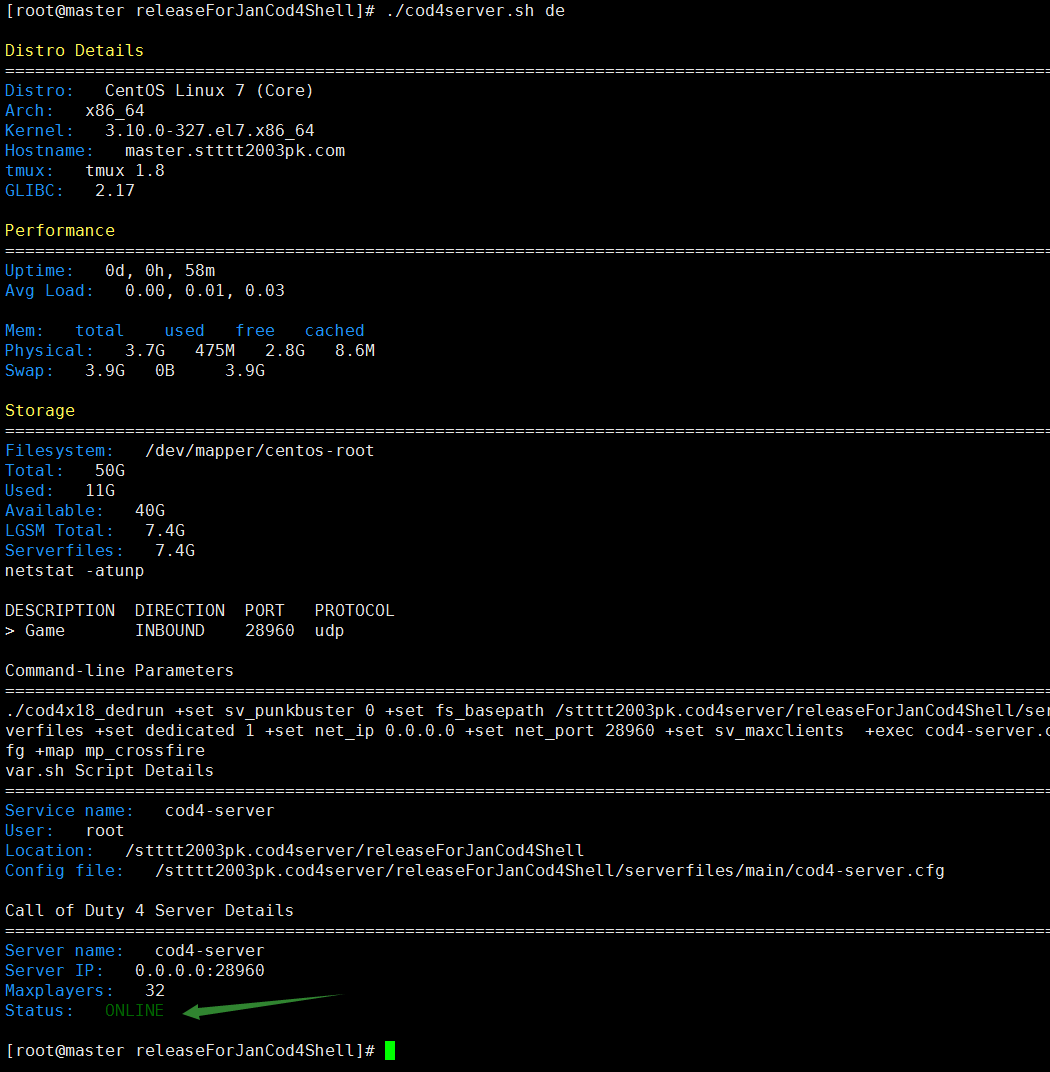 [root@master releaseForJanCod4Shell]# ./cod4server.sh de
Distro Details
=========================================================================================================
Distro:   CentOS Linux 7 (Core)
Arch:   x86_64
Kernel:   3.10.0-327.el7.x86_64
Hostname:   master.stttt2003pk.com
tmux:   tmux 1.8
GLIBC:   2.17
Performance
=========================================================================================================
Uptime:   0d, 0h, 58m
Avg Load:   0.00, 0.01, 0.03
Mem:   total    used   free   cached
Physical:   3.7G   475M   2.8G   8.6M
Swap:   3.9G   0B     3.9G
Storage
=========================================================================================================
Filesystem:   /dev/mapper/centos-root
Total:   50G
Used:   11G
Available:   40G
LGSM Total:   7.4G
Serverfiles:   7.4G
netstat -atunp
DESCRIPTION  DIRECTION  PORT   PROTOCOL
> Game       INBOUND    28960  udp
Command-line Parameters
=========================================================================================================
./cod4x18_dedrun +set sv_punkbuster 0 +set fs_basepath /stttt2003pk.cod4server/releaseForJanCod4Shell/ser
verfiles +set dedicated 1 +set net_ip 0.0.0.0 +set net_port 28960 +set sv_maxclients  +exec cod4-server.c
fg +map mp_crossfire
var.sh Script Details
=========================================================================================================
Service name:   cod4-server
User:   root
Location:   /stttt2003pk.cod4server/releaseForJanCod4Shell
Config file:   /stttt2003pk.cod4server/releaseForJanCod4Shell/serverfiles/main/cod4-server.cfg
Call of Duty 4 Server Details
=========================================================================================================
Server name:   cod4-server
Server IP:   0.0.0.0:28960
Maxplayers:   32
Status:   ONLINE
[root@master releaseForJanCod4Shell]#